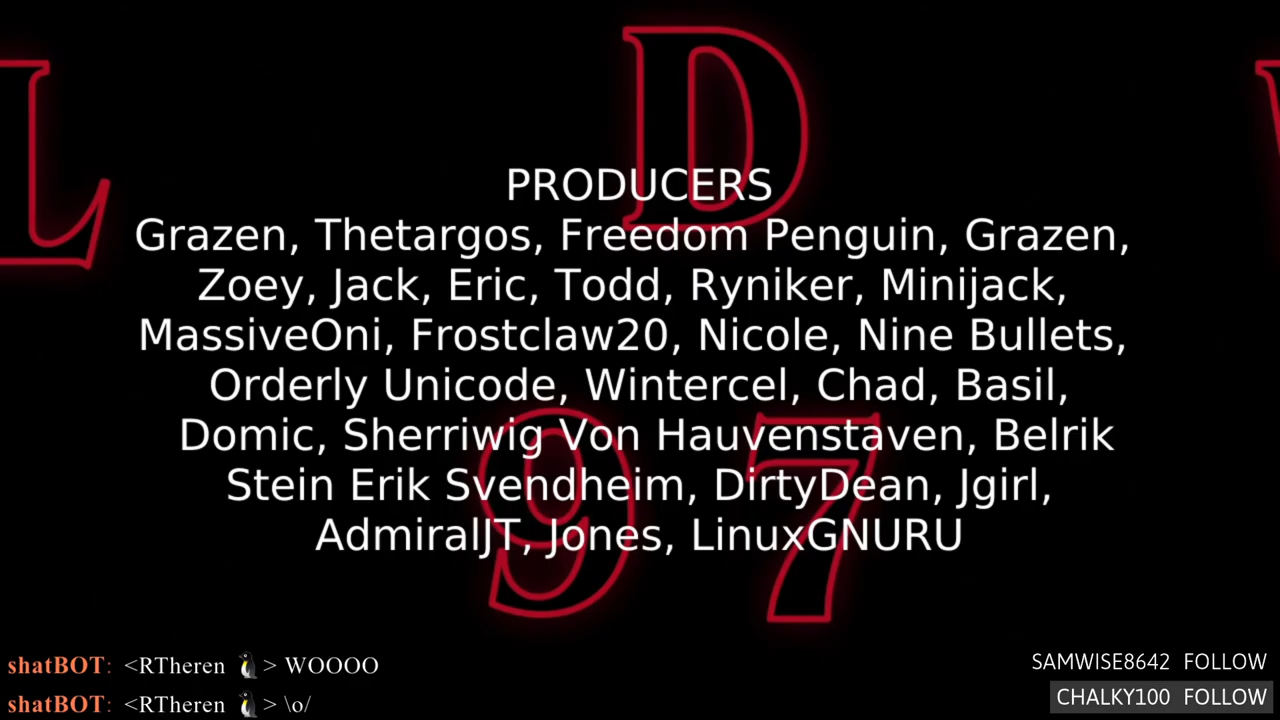 L D
PRODUCERS
Grazen, Thetargos, Freedom Penguin, Grazen,
Zoey, Jack, Eric, Todd, Ryniker, Minijack,
MassiveOni, Frostclaw20, Nicole, Nine Bullets,
Orderly Unicode, Wintercel, Chad, Basil,
Domic, Sherriwig Von Hauvenstaven, Belrik
Stein Erik Svendheim, DirtyDean, Jgirl,
AdmiralJT, Jones, LinuxGNURU
9 7
shatBOT: <RTheren 🐧> WOOOO
shatBOT: <RTheren 🐧> \o/
SAMWISE8642 FOLLOW
CHALKY100 FOLLOW